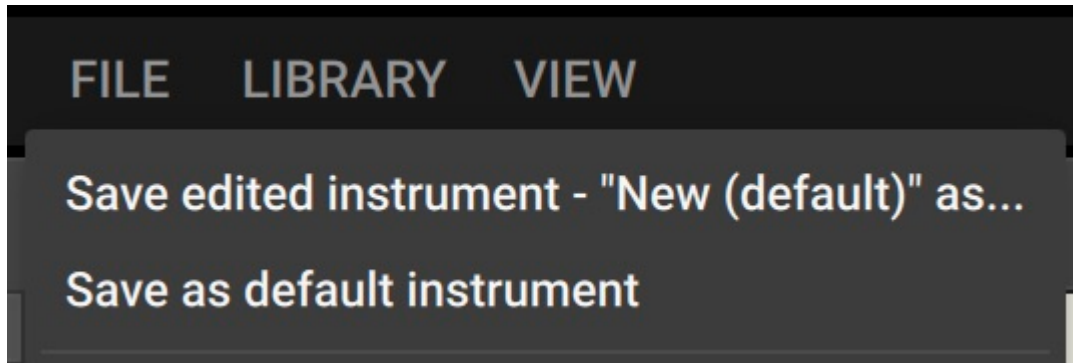 FILE LIBRARY VIEW
Save edited instrument - "New (default)" as...
Save as default instrument